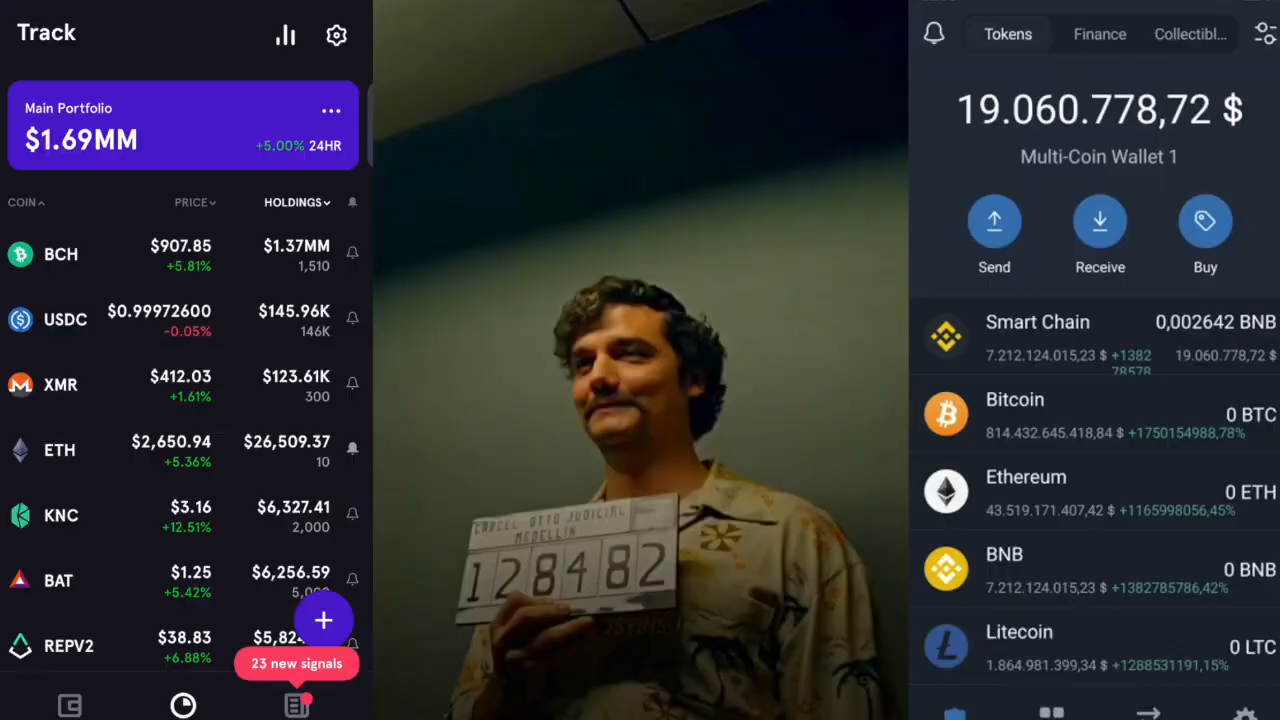 Track
Main Portfolio
...
$1.69MM
+5.00% 24HR
COIN PRICE HOLDINGS
BCH $907.85 $1.37MM
+5.81% 1,510
USDC $0.99972600 $145.96K
-0.05% 146K
XMR $412.03 $123.61K
+1.61% 300
ETH $2,650.94 $26,509.37
+5.36% 10
KNC $3.16 $6,327.41
+12.51% 2,000
BAT $1.25 $6,256.59
+5.42%
+
REPV2 $38.83
+6.88%
23 new signals
CARCEL OTTO JUDICIAL
MEDELLIN
128482
Tokens Finance Collectibl...
19.060.778,72 $
Multi-Coin Wallet 1
Send Receive Buy
Smart Chain 0,002642 BNB
7.212.124.015,23 $ +1382 19.060.778,72 $
78578
Bitcoin 0 BTC
814.432.645.418,84 $ +1750154988,78%
Ethereum 0 ETH
43.519.171.407,42 $ +1165998056,45%
BNB 0 BNB
7.212.124.015,23 $ +1382785786,42%
Litecoin 0 LTC
1.864.981.399,34 $ +1288531191,15%